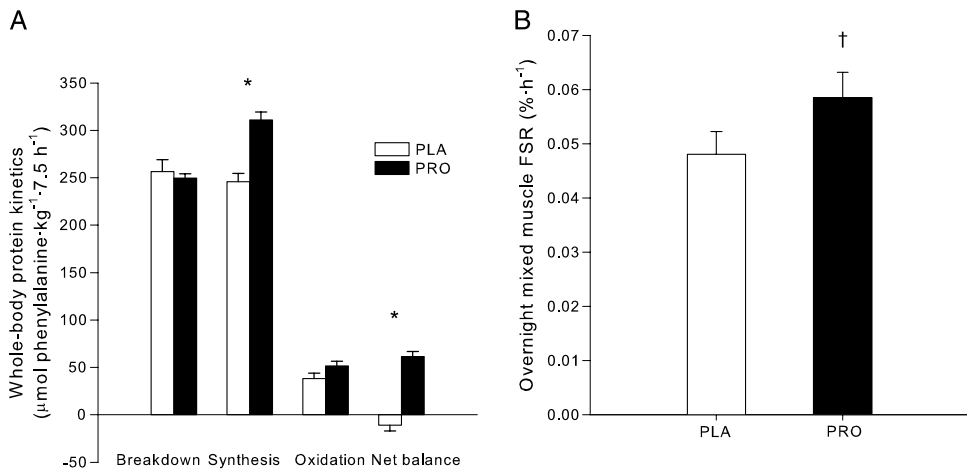 A
Whole-body protein kinetics
(μmol phenylalanine·kg⁻¹·7.5 h⁻¹)
350
300
250
200
150
100
50
0
-50
*
*
PLA
PRO
Breakdown Synthesis Oxidation Net balance
B
Overnight mixed muscle FSR (%·h⁻¹)
0.07
0.06
0.05
0.04
0.03
0.02
0.01
0.00
†
PLA PRO